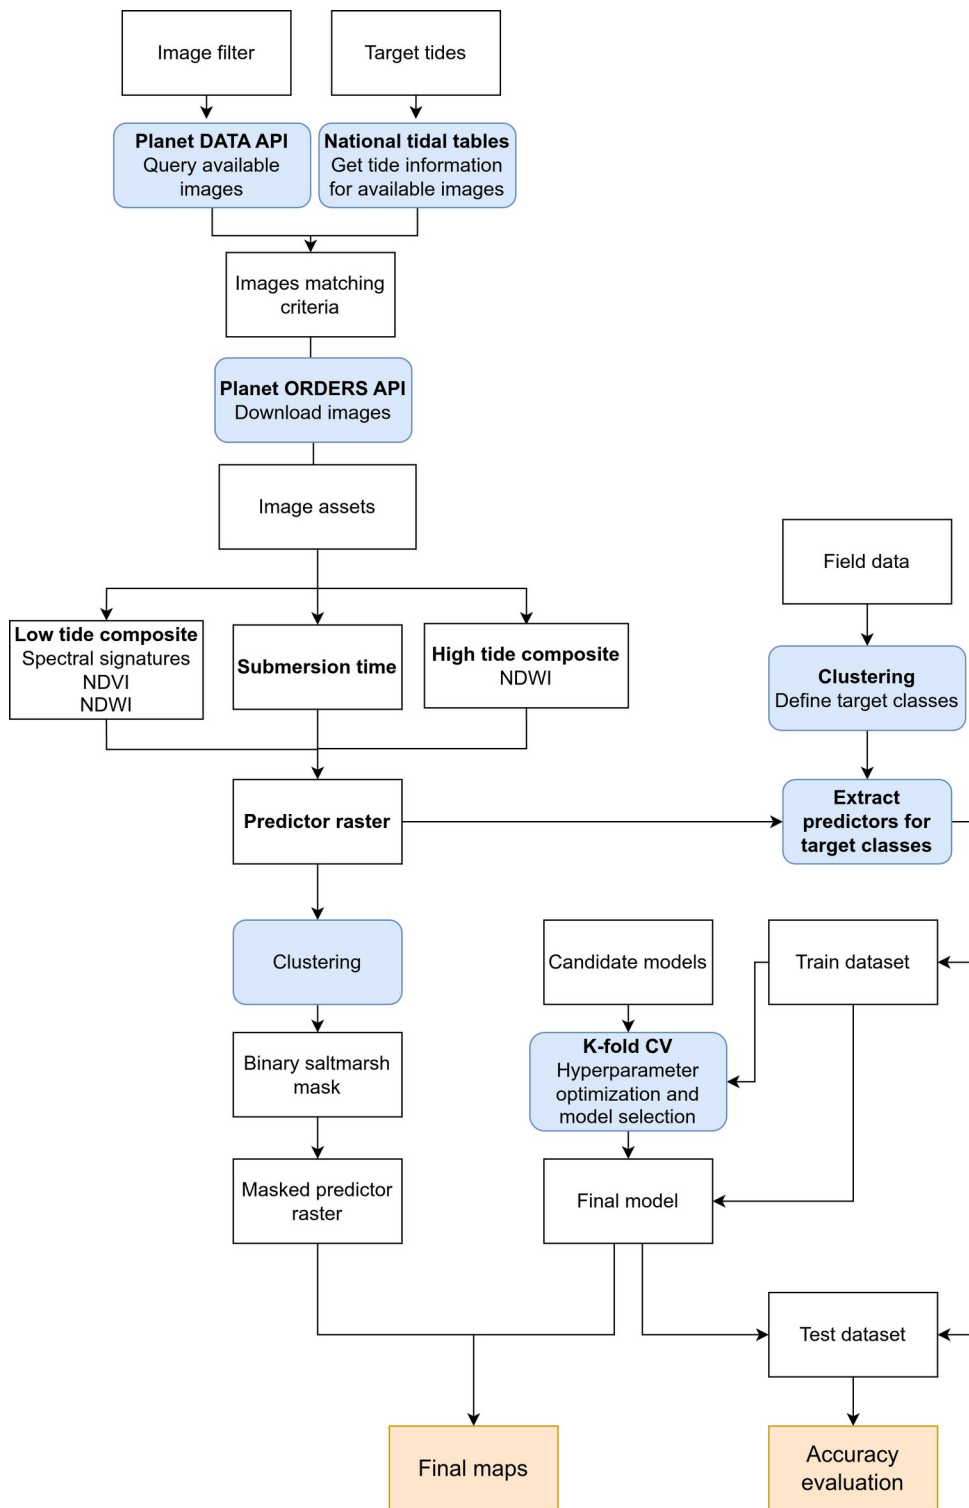 Image filter
Target tides
Planet DATA API
Query available
images
National tidal tables
Get tide information
for available images
Images matching
criteria
Planet ORDERS API
Download images
Image assets
Field data
Low tide composite
Spectral signatures
NDVI
NDWI
Submersion time
High tide composite
NDWI
Clustering
Define target classes
Predictor raster
Extract
predictors for
target classes
Clustering
Candidate models
Train dataset
Binary saltmarsh
mask
K-fold CV
Hyperparameter
optimization and
model selection
Masked predictor
raster
Final model
Test dataset
Final maps
Accuracy
evaluation